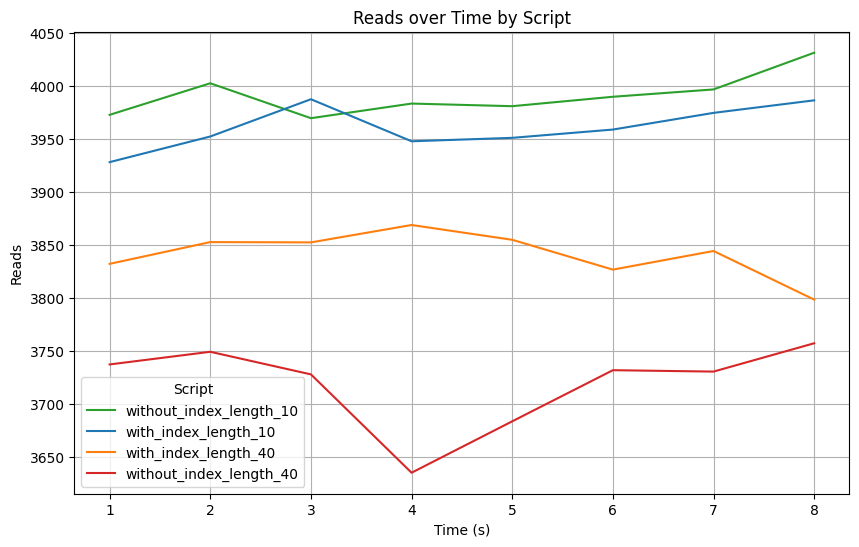 Reads over Time by Script
4050
4000
3950
3900
3850
3800
3750
3700
3650
Reads
Script
without_index_length_10
with_index_length_10
with_index_length_40
without_index_length_40
1 2 3 4 5 6 7 8
Time (s)